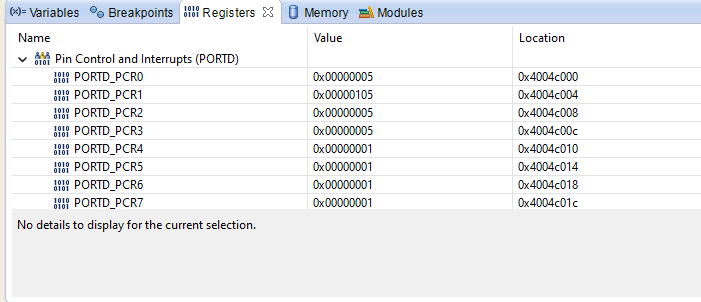 (x)= Variables Breakpoints 1010 0101 Registers Memory Modules
Name Value Location
Pin Control and Interrupts (PORTD)
PORTD_PCR0 0x00000005 0x4004c000
PORTD_PCR1 0x00000105 0x4004c004
PORTD_PCR2 0x00000005 0x4004c008
PORTD_PCR3 0x00000005 0x4004c00c
PORTD_PCR4 0x00000001 0x4004c010
PORTD_PCR5 0x00000001 0x4004c014
PORTD_PCR6 0x00000001 0x4004c018
PORTD_PCR7 0x00000001 0x4004c01c
No details to display for the current selection.